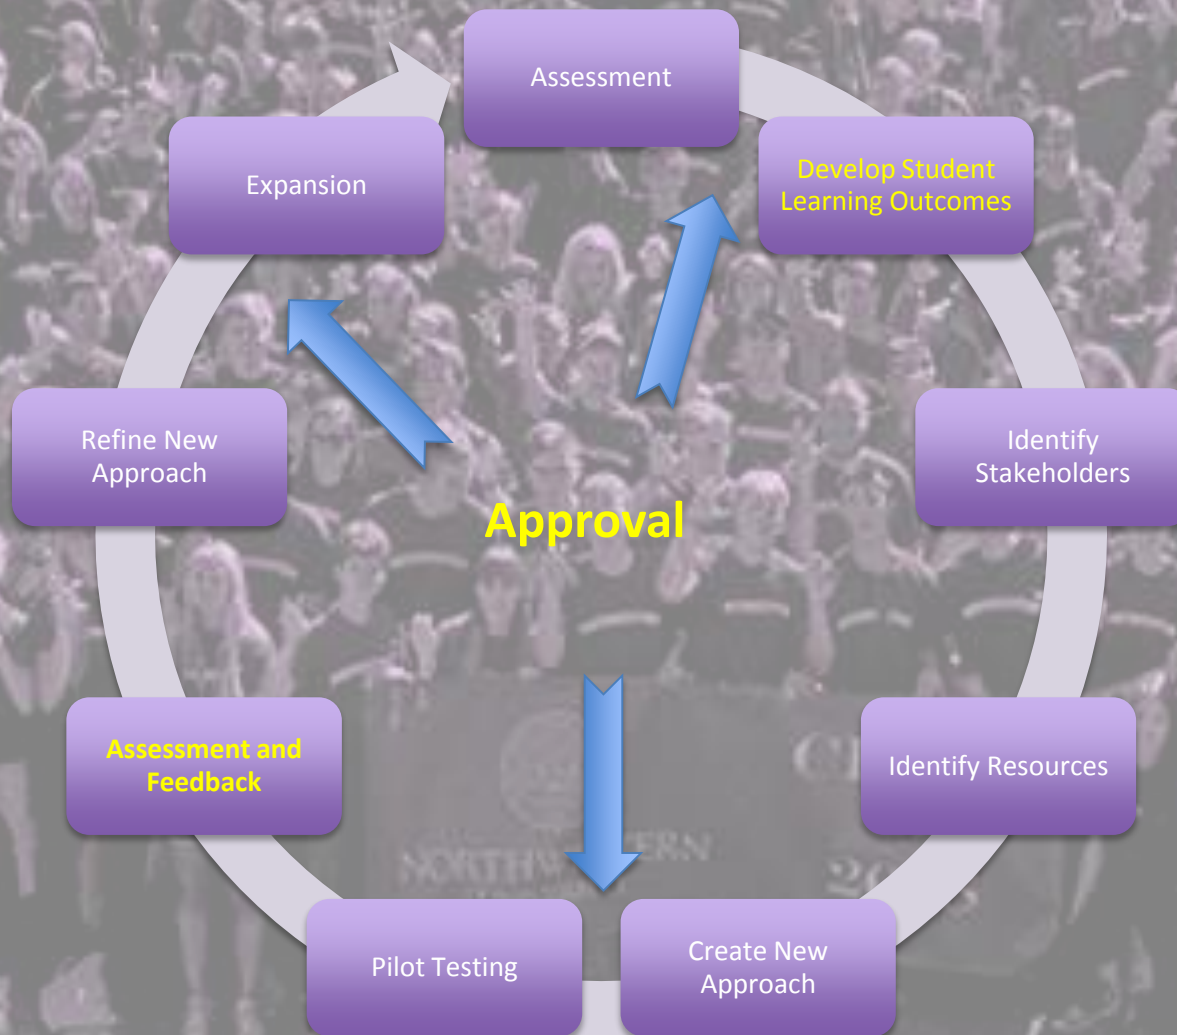 Assessment
Develop Student
Learning Outcomes
Identify
Stakeholders
Identify Resources
Create New
Approach
Pilot Testing
Assessment and
Feedback
Refine New
Approach
Expansion
Approval